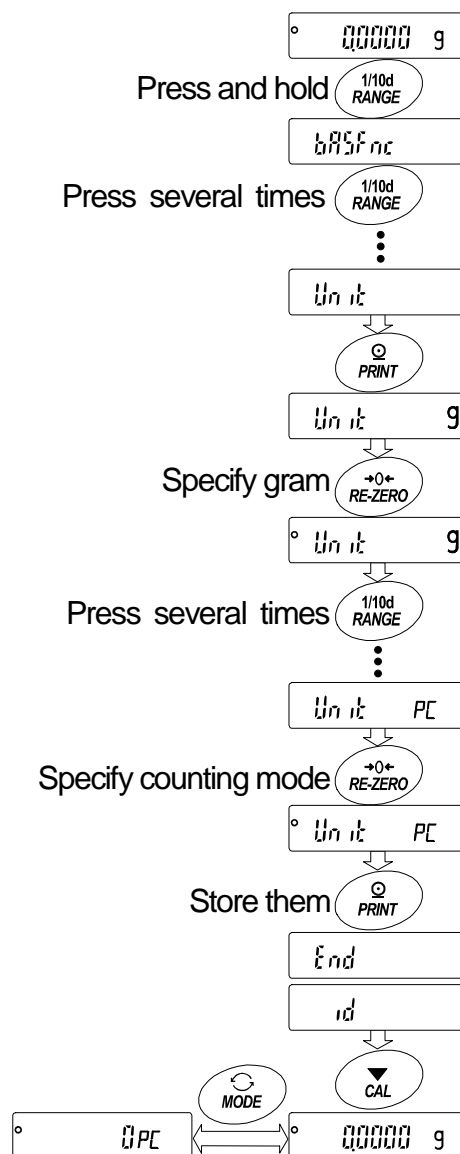 0.0000 g
Press and hold
1/10d
RANGE
bASFnc
Press several times
1/10d
RANGE
Unit
PRINT
Unit g
Specify gram
→0←
RE-ZERO
Unit g
Press several times
1/10d
RANGE
Unit PC
Specify counting mode
→0←
RE-ZERO
Unit PC
Store them
PRINT
End
id
MODE
CAL
0 PC
0.0000 g